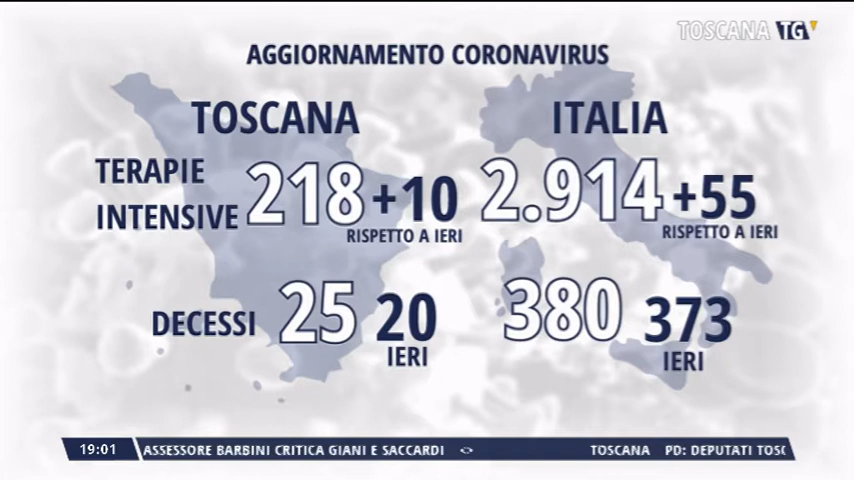 TOSCANA TG
AGGIORNAMENTO CORONAVIRUS
TOSCANA
ITALIA
TERAPIE
INTENSIVE
218 +10
RISPETTO A IERI
2.914 +55
RISPETTO A IERI
DECESSI
25 20
IERI
380 373
IERI
19:01 ASSESSORE BARBINI CRITICA GIANI E SACCARDI <> TOSCANA PD: DEPUTATI TOSC